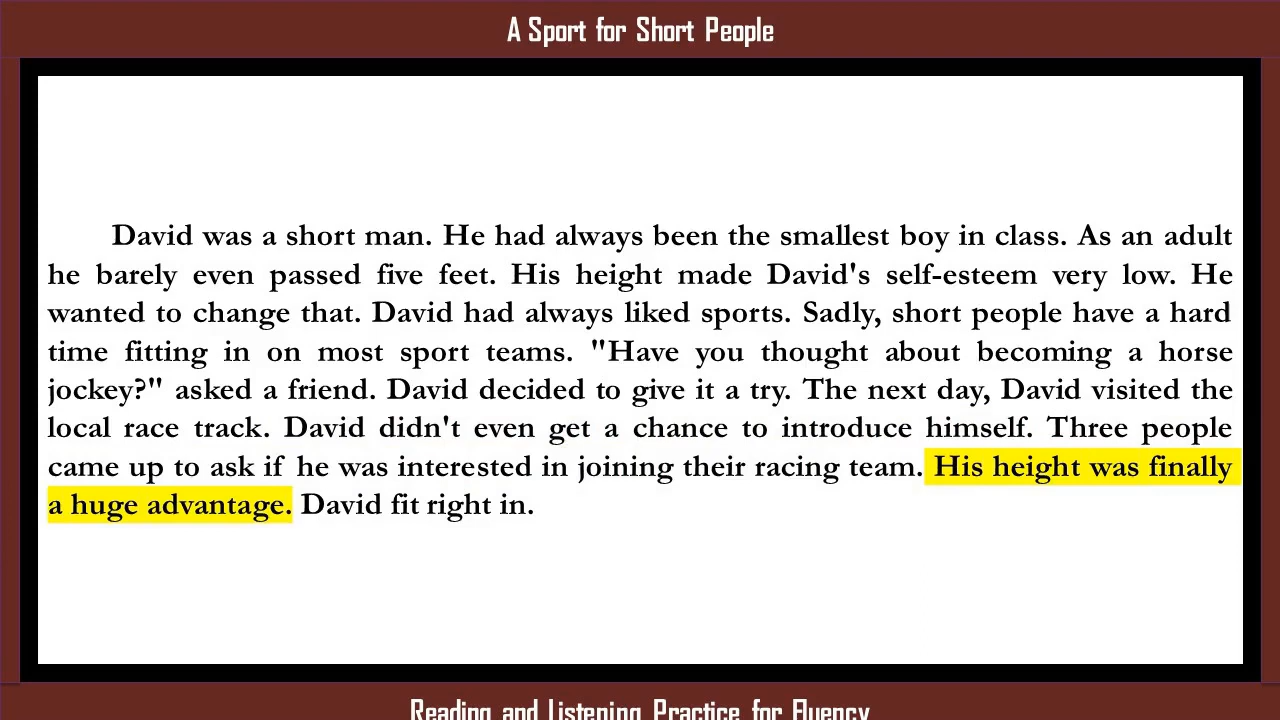 A Sport for Short People
David was a short man. He had always been the smallest boy in class. As an adult
he barely even passed five feet. His height made David's self-esteem very low. He
wanted to change that. David had always liked sports. Sadly, short people have a hard
time fitting in on most sport teams. "Have you thought about becoming a horse
jockey?" asked a friend. David decided to give it a try. The next day, David visited the
local race track. David didn't even get a chance to introduce himself. Three people
came up to ask if he was interested in joining their racing team. His height was finally
a huge advantage. David fit right in.
Reading and Listening Practice for Fluency